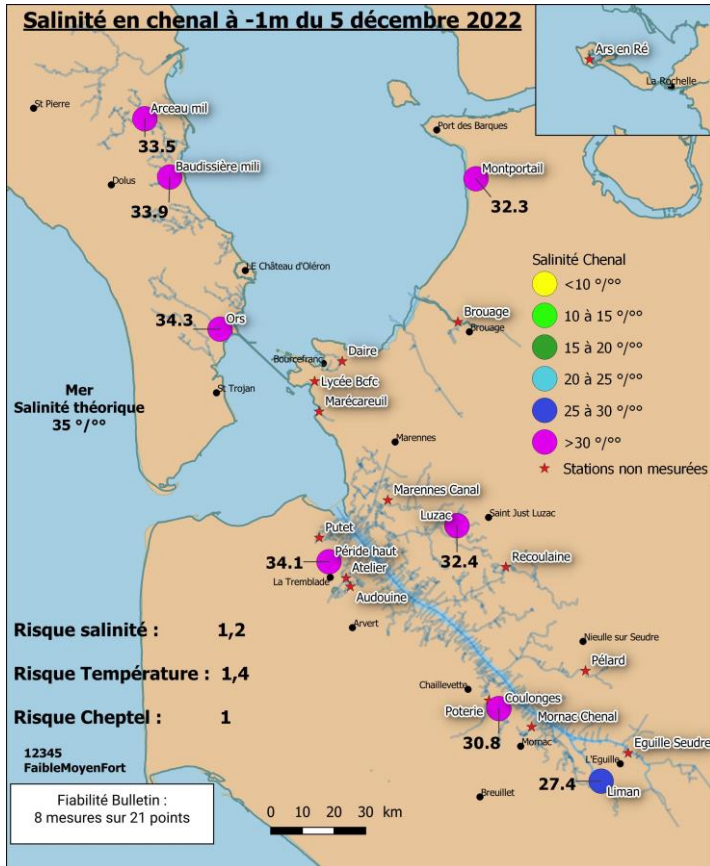 Salinité en chenal à -1m du 5 décembre 2022
Ars en Ré
La Rochelle
St Pierre
Arceau mil
33.5
Port des Barques
Baudissière mili
Dolus
33.9
Montportail
32.3
LE Château d'Oléron
Salinité Chenal
<10 °/°°
10 à 15 °/°°
15 à 20 °/°°
20 à 25 °/°°
25 à 30 °/°°
>30 °/°°
Stations non mesurées
34.3
Ors
Brouage
Brouage
Daire
Bourcefranc
Lycée Bcfc
St Trojan
Marécareuil
Mer
Salinité théorique
35 °/°°
Marennes
Marennes Canal
Luzac
Saint Just Luzac
32.4
Putet
Péride haut
34.1
Atelier
La Tremblade
Audouine
Recoulaine
Arvert
Risque salinité : 1,2
Risque Température : 1,4
Risque Cheptel : 1
Nieulle sur Seudre
Pélard
Chaillevette
Coulonges
Poterie
30.8
Mornac Chenal
Mornac
Eguille Seudre
L'Eguille
27.4
Liman
Breuillet
12345
FaibleMoyenFort
Fiabilité Bulletin :
8 mesures sur 21 points
0 10 20 30 km